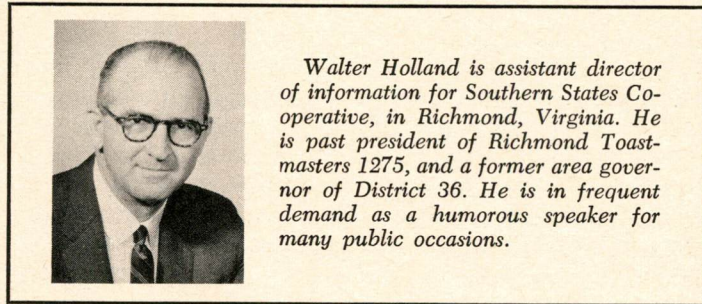 Walter Holland is assistant director
of information for Southern States Co-
operative, in Richmond, Virginia. He
is past president of Richmond Toast-
masters 1275, and a former area gover-
nor of District 36. He is in frequent
demand as a humorous speaker for
many public occasions.